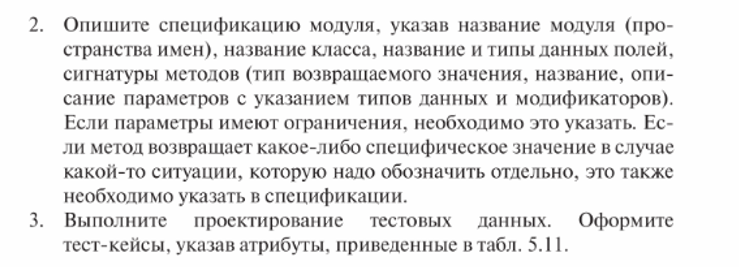 2. Опишите спецификацию модуля, указав название модуля (про-
странства имен), название класса, название и типы данных полей,
сигнатуры методов (тип возвращаемого значения, название, опи-
сание параметров с указанием типов данных и модификаторов).
Если параметры имеют ограничения, необходимо это указать. Ес-
ли метод возвращает какое-либо специфическое значение в случае
какой-то ситуации, которую надо обозначить отдельно, это также
необходимо указать в спецификации.
3. Выполните проектирование тестовых данных. Оформите
тест-кейсы, указав атрибуты, приведенные в табл. 5.11.